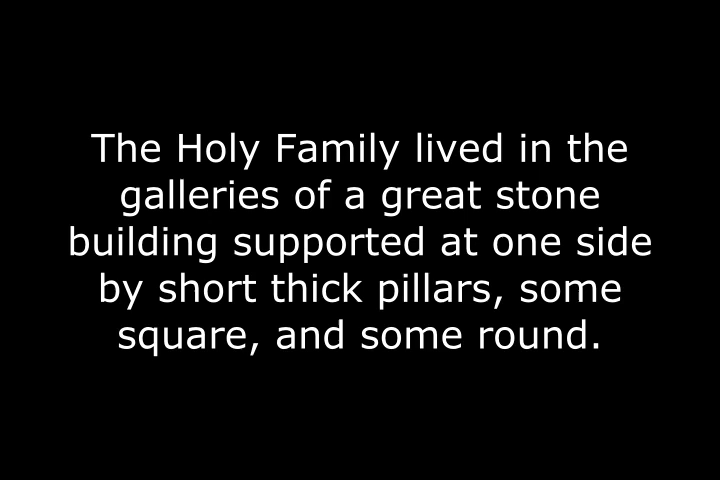 The Holy Family lived in the
galleries of a great stone
building supported at one side
by short thick pillars, some
square, and some round.